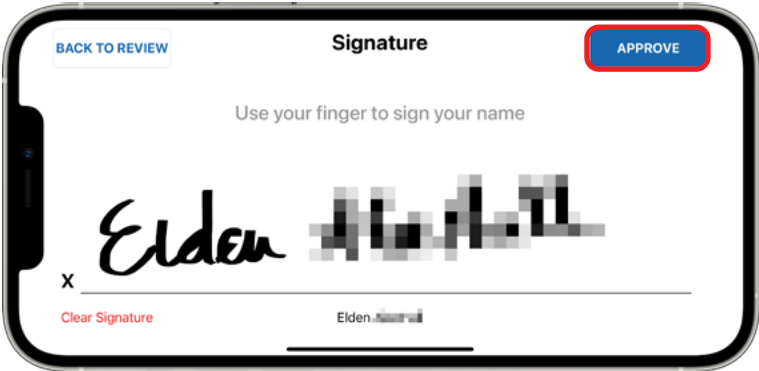 BACK TO REVIEW
Signature
APPROVE
Use your finger to sign your name
Elden
X
Clear Signature
Elden